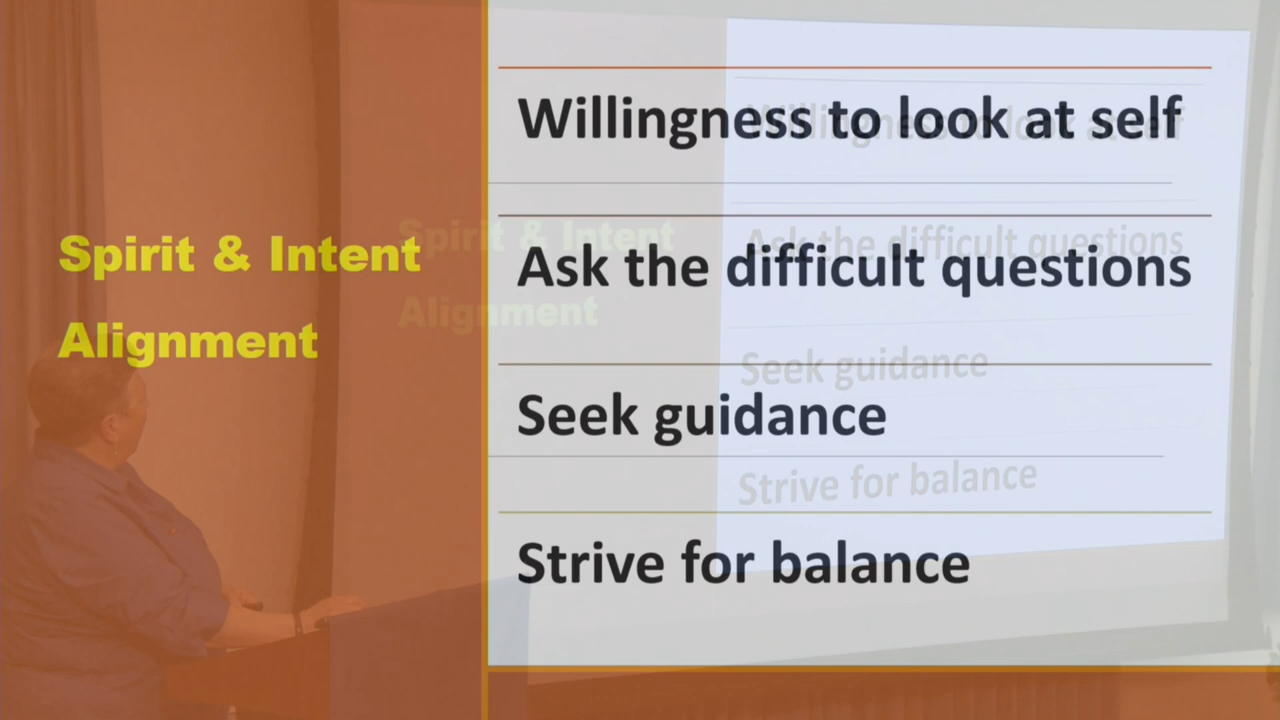 Spirit & Intent
Alignment
Willingness to look at self
Ask the difficult questions
Seek guidance
Strive for balance